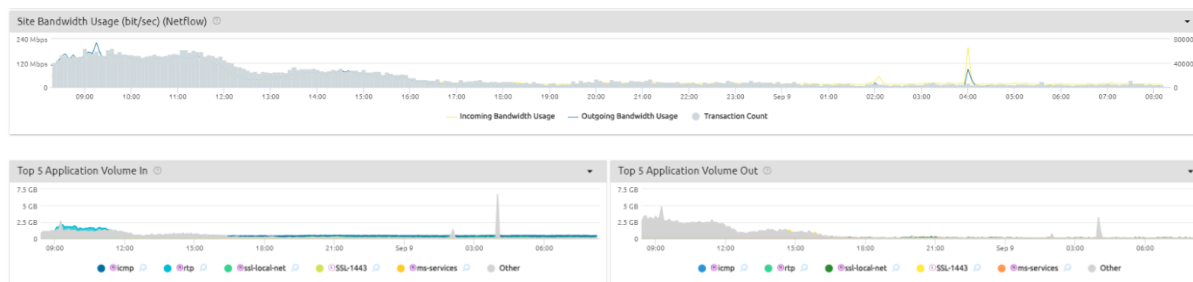 Site Bandwidth Usage (bit/sec) (Netflow)
240 Mbps 80000
120 Mbps 40000
0 0
09:00 10:00 11:00 12:00 13:00 14:00 15:00 16:00 17:00 18:00 19:00 20:00 21:00 22:00 23:00 Sep 9 01:00 02:00 03:00 04:00 05:00 06:00 07:00 08:00
Incoming Bandwidth Usage Outgoing Bandwidth Usage Transaction Count
Top 5 Application Volume In
7.5 GB
5 GB
2.5 GB
0
09:00 12:00 15:00 18:00 21:00 Sep 9 03:00 06:00
icmp rtp ssl-local-net SSL-1443 ms-services Other
Top 5 Application Volume Out
7.5 GB
5 GB
2.5 GB
0
09:00 12:00 15:00 18:00 21:00 Sep 9 03:00 06:00
icmp rtp ssl-local-net SSL-1443 ms-services Other